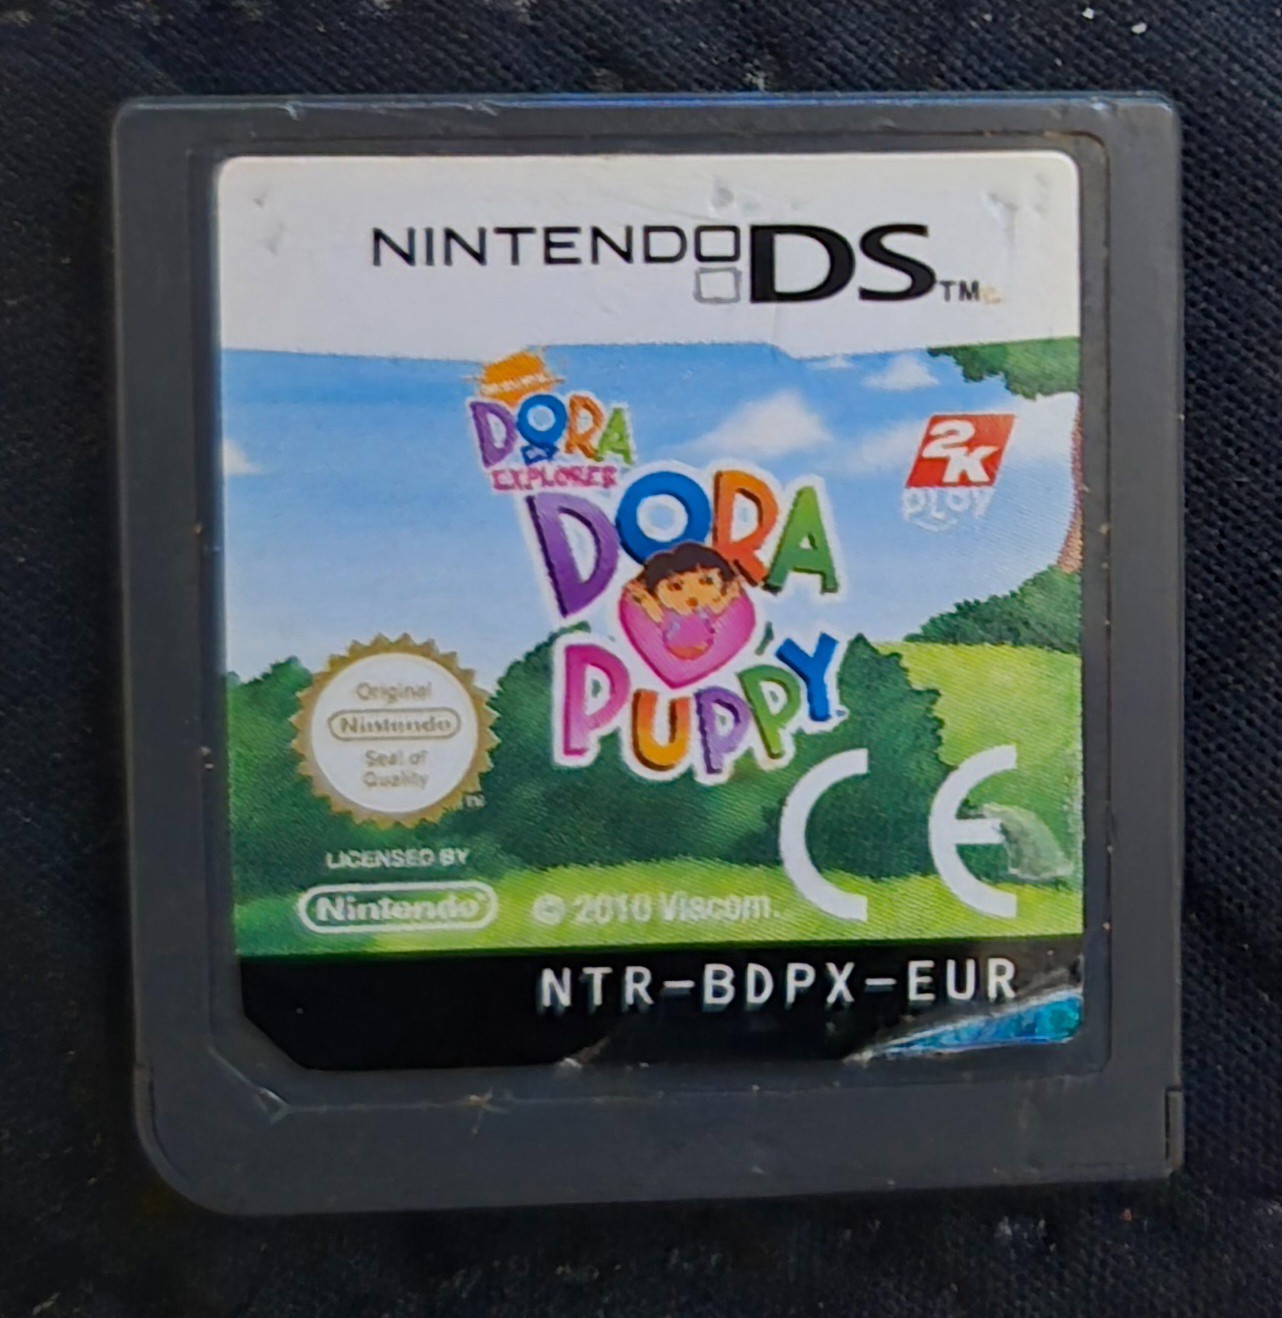 NINTENDO DS™
DORA
EXPLORER
2K
PLAY
DORA
PUPPY
Original
Nintendo
Seal of
Quality
TM
CE
LICENSED BY
Nintendo
© 2010 Viacom.
NTR-BDPX-EUR